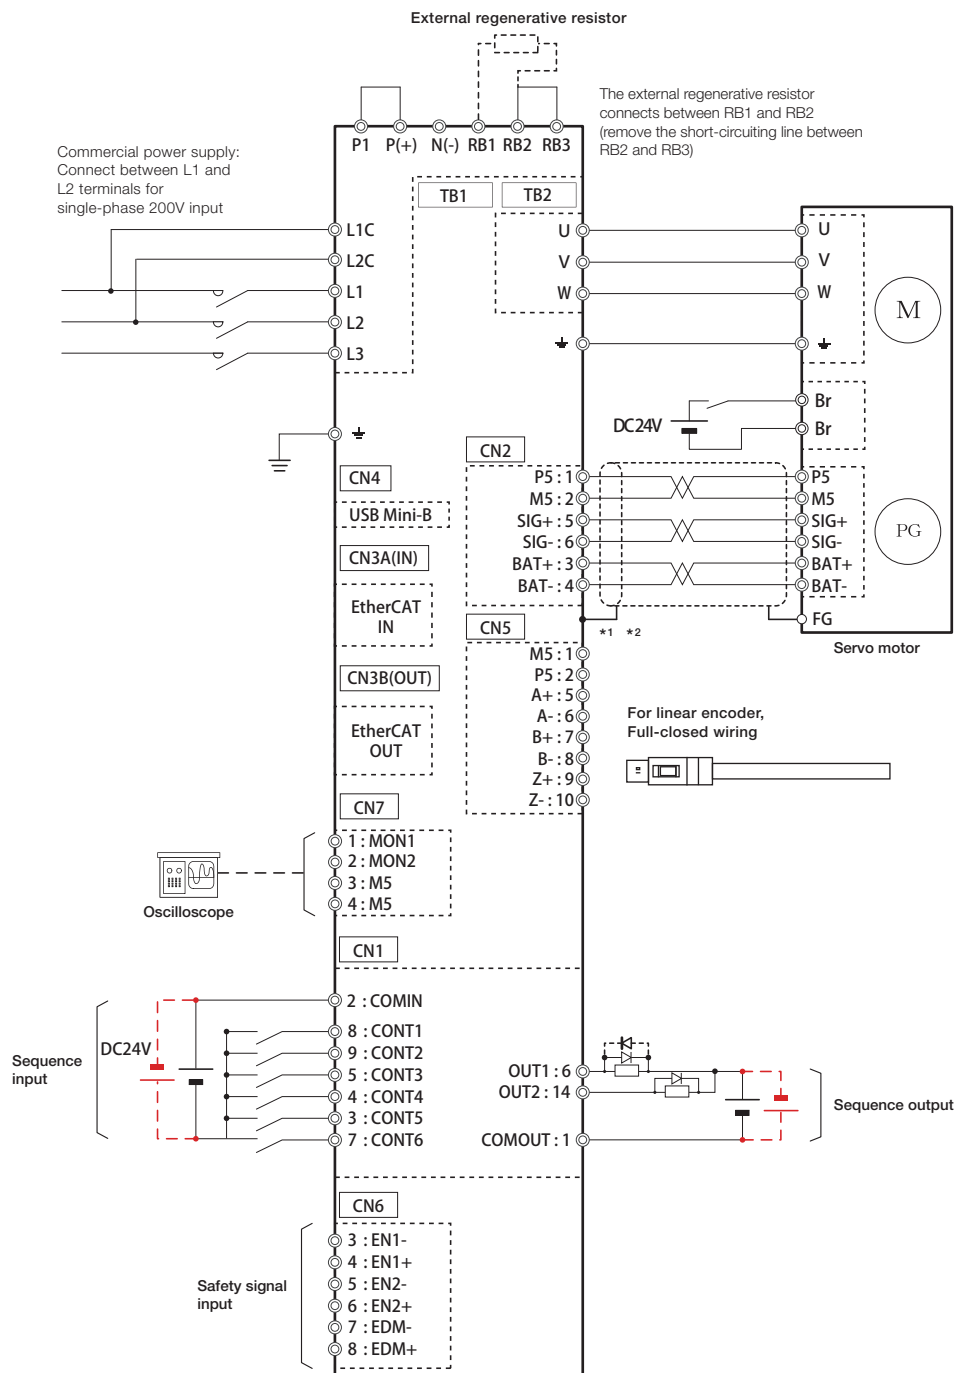 External regenerative resistor
The external regenerative resistor
connects between RB1 and RB2
(remove the short-circuiting line between
RB2 and RB3)
P1 P(+) N(-) RB1 RB2 RB3
Commercial power supply:
Connect between L1 and
L2 terminals for
single-phase 200V input
TB1 TB2
L1C
L2C
L1
L2
L3
U
V
W
U
V
W
M
Br
Br
DC24V
CN2
P5 : 1
M5 : 2
SIG+ : 5
SIG- : 6
BAT+ : 3
BAT- : 4
P5
M5
SIG+
SIG-
BAT+
BAT-
PG
FG
*1 *2
Servo motor
CN4
USB Mini-B
CN3A(IN)
EtherCAT
IN
CN3B(OUT)
EtherCAT
OUT
CN5
M5 : 1
P5 : 2
A+ : 5
A- : 6
B+ : 7
B- : 8
Z+ : 9
Z- : 10
For linear encoder,
Full-closed wiring
CN7
1 : MON1
2 : MON2
3 : M5
4 : M5
Oscilloscope
CN1
2 : COMIN
8 : CONT1
9 : CONT2
5 : CONT3
4 : CONT4
3 : CONT5
7 : CONT6
DC24V
Sequence
input
OUT1 : 6
OUT2 : 14
COMOUT : 1
Sequence output
CN6
3 : EN1-
4 : EN1+
5 : EN2-
6 : EN2+
7 : EDM-
8 : EDM+
Safety signal
input